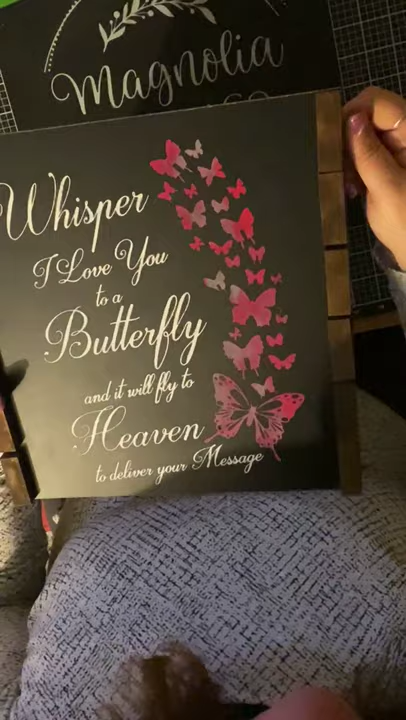 Magnolia
Whisper
I Love You
to a
Butterfly
and it will fly to
Heaven
to deliver your Message